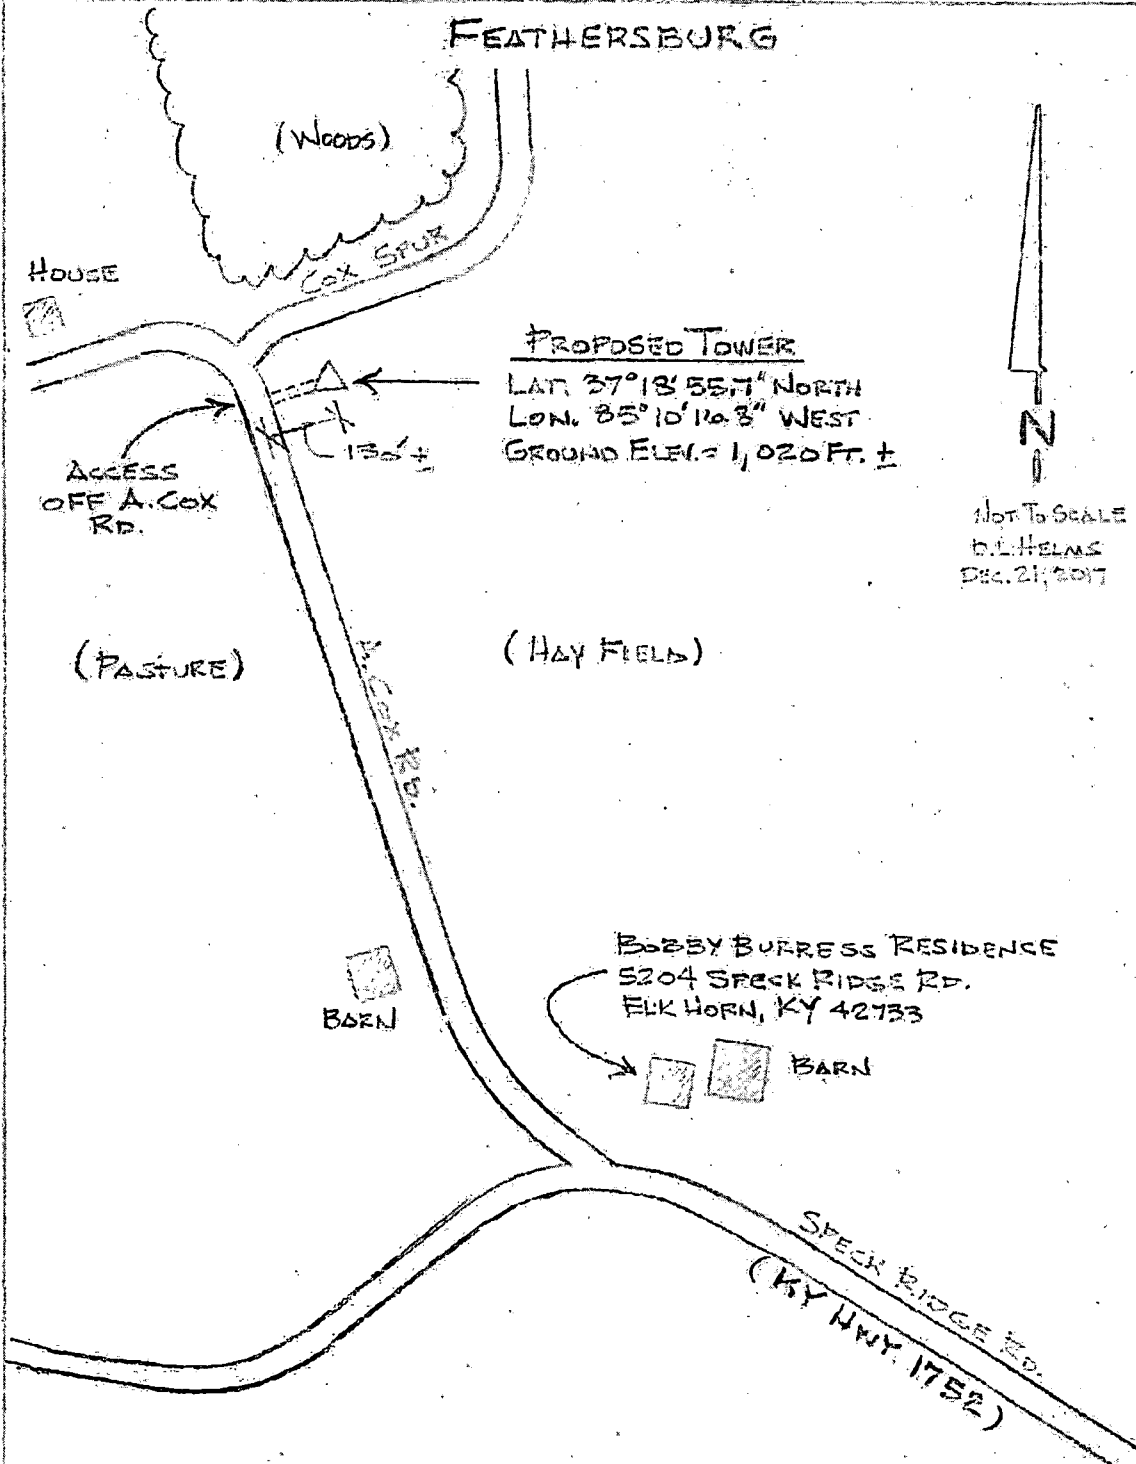 FEATHERSBURG
(WOODS)
COX SPUR
HOUSE
PROPOSED TOWER
LAT. 37°18'55.7" NORTH
LON. 85°10'16.8" WEST
GROUND ELEV. = 1,020 FT. ±
130' ±
ACCESS
OFF A. COX
RD.
N
NOT TO SCALE
D.L. HELMS
DEC. 21, 2017
(PASTURE)
(HAY FIELD)
A. COX RD.
BOBBY BURRESS RESIDENCE
5204 SPECK RIDGE RD.
ELK HORN, KY 42733
BARN
BARN
SPECK RIDGE RD.
(KY HWY. 1752)